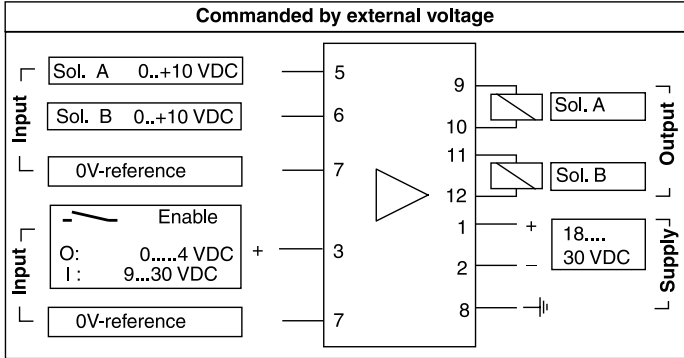 Commanded by external voltage
Input
Sol. A 0..+10 VDC
5
Sol. B 0..+10 VDC
6
0V-reference
7
Input
Enable
O: 0.....4 VDC
I : 9...30 VDC
+
3
0V-reference
7
9
Sol. A
10
11
Sol. B
12
Output
1
+
18....
30 VDC
2
–
8
Supply